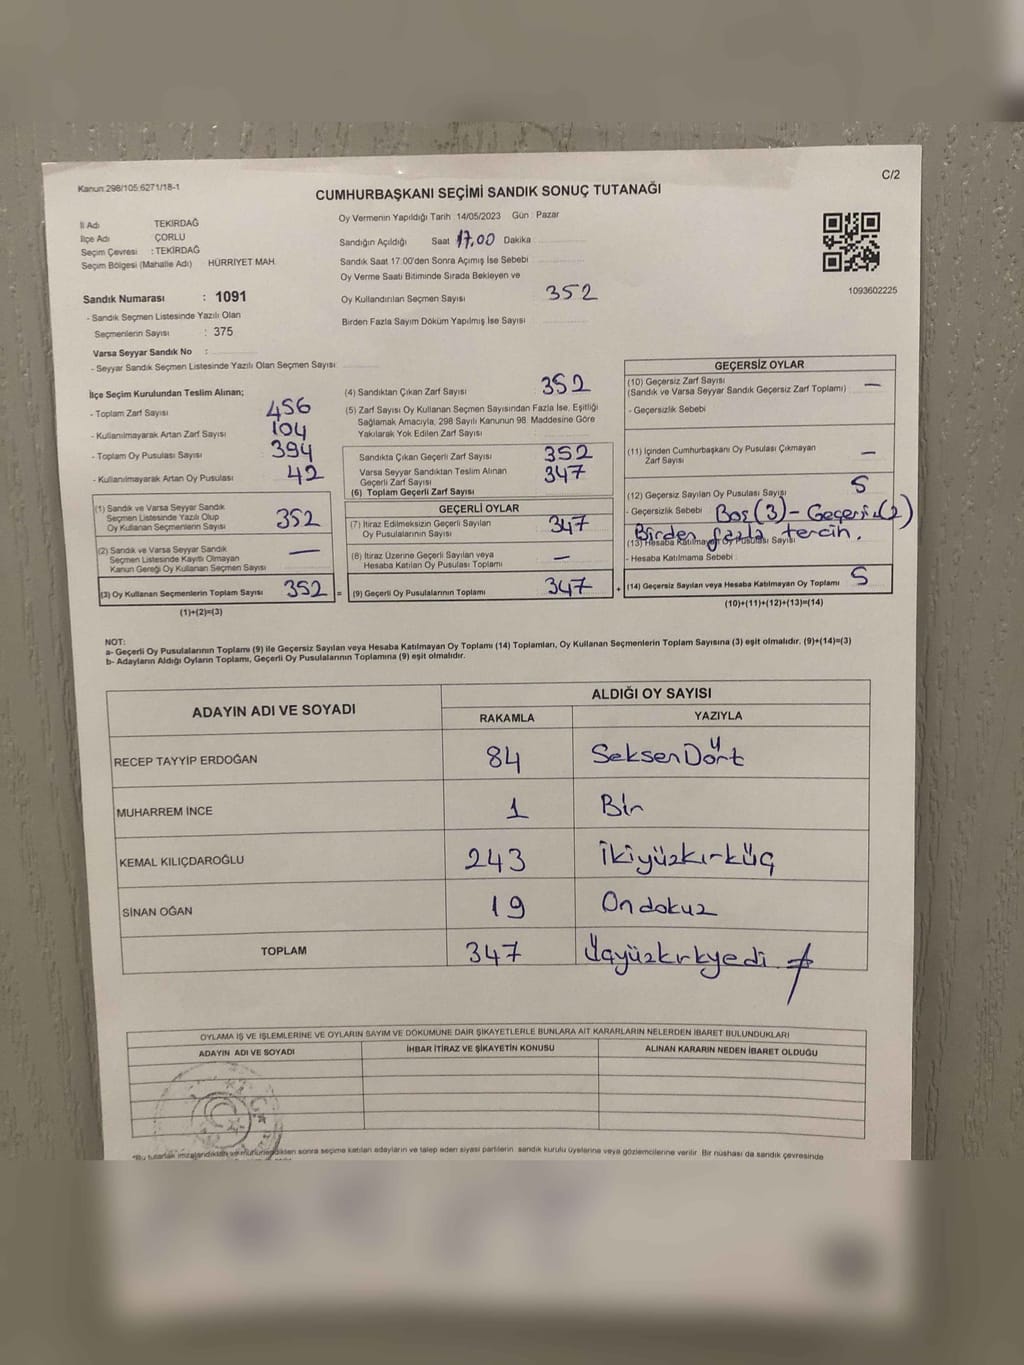 Kanun:298/105:6271/18-1
C/2
CUMHURBAŞKANI SEÇİMİ SANDIK SONUÇ TUTANAĞI
İl Adı TEKİRDAĞ
İlçe Adı ÇORLU
Seçim Çevresi : TEKİRDAĞ
Seçim Bölgesi (Mahalle Adı) HÜRRİYET MAH.
Oy Vermenin Yapıldığı Tarih 14/05/2023 Gün : Pazar
Sandığın Açıldığı Saat 17.00 Dakika
Sandık Saat 17:00'den Sonra Açımış İse Sebebi
Oy Verme Saati Bitiminde Sırada Bekleyen ve
Oy Kullandırılan Seçmen Sayısı 352
Birden Fazla Sayım Döküm Yapılmış İse Sayısı
1093602225
Sandık Numarası : 1091
- Sandık Seçmen Listesinde Yazılı Olan
Seçmenlerin Sayısı : 375
Varsa Seyyar Sandık No :
- Seyyar Sandık Seçmen Listesinde Yazılı Olan Seçmen Sayısı
İlçe Seçim Kurulundan Teslim Alınan;
- Toplam Zarf Sayısı 456
- Kullanılmayarak Artan Zarf Sayısı 104
- Toplam Oy Pusulası Sayısı 394
- Kullanılmayarak Artan Oy Pusulası 42
(1) Sandık ve Varsa Seyyar Sandık
Seçmen Listesinde Yazılı Olup
Oy Kullanan Seçmenlerin Sayısı 352
(2) Sandık ve Varsa Seyyar Sandık
Seçmen Listesinde Kayıtlı Olmayan
Kanun Gereği Oy Kullanan Seçmen Sayısı —
(3) Oy Kullanan Seçmenlerin Toplam Sayısı 352 =
(1)+(2)=(3)
(4) Sandıktan Çıkan Zarf Sayısı 352
(5) Zarf Sayısı Oy Kullanan Seçmen Sayısından Fazla İse, Eşitliği
Sağlamak Amacıyla, 298 Sayılı Kanunun 98. Maddesine Göre
Yakılarak Yok Edilen Zarf Sayısı
Sandıkta Çıkan Geçerli Zarf Sayısı 352
Varsa Seyyar Sandıktan Teslim Alınan
Geçerli Zarf Sayısı 347
(6) Toplam Geçerli Zarf Sayısı
GEÇERLİ OYLAR
(7) İtiraz Edilmeksizin Geçerli Sayılan
Oy Pusulalarının Sayısı 347
(8) İtiraz Üzerine Geçerli Sayılan veya
Hesaba Katılan Oy Pusulası Toplamı —
(9) Geçerli Oy Pusulalarının Toplamı 347 +
GEÇERSİZ OYLAR
(10) Geçersiz Zarf Sayısı
(Sandık ve Varsa Seyyar Sandık Geçersiz Zarf Toplamı) —
- Geçersizlik Sebebi
(11) İçinden Cumhurbaşkanı Oy Pusulası Çıkmayan
Zarf Sayısı —
(12) Geçersiz Sayılan Oy Pusulası Sayısı 5
- Geçersizlik Sebebi Boş (3) - Geçersiz (2)
Birden fazla tercih.
(13) Hesaba Katılmayan Oy Pusulası Sayısı
- Hesaba Katılmama Sebebi
(14) Geçersiz Sayılan veya Hesaba Katılmayan Oy Toplamı 5
(10)+(11)+(12)+(13)=(14)
NOT:
a- Geçerli Oy Pusulalarının Toplamı (9) ile Geçersiz Sayılan veya Hesaba Katılmayan Oy Toplamı (14) Toplamları, Oy Kullanan Seçmenlerin Toplam Sayısına (3) eşit olmalıdır. (9)+(14)=(3)
b- Adayların Aldığı Oyların Toplamı, Geçerli Oy Pusulalarının Toplamına (9) eşit olmalıdır.
ADAYIN ADI VE SOYADI
ALDIĞI OY SAYISI
RAKAMLA YAZIYLA
RECEP TAYYİP ERDOĞAN 84 Seksen Dört
MUHARREM İNCE 1 Bir
KEMAL KILIÇDAROĞLU 243 İkiyüzkırküç
SİNAN OĞAN 19 Ondokuz
TOPLAM 347 Üçyüzkırkyedi
OYLAMA İŞ VE İŞLEMLERİNE VE OYLARIN SAYIM VE DÖKÜMÜNE DAİR ŞİKAYETLERLE BUNLARA AİT KARARLARIN NELERDEN İBARET BULUNDUKLARI
ADAYIN ADI VE SOYADI İHBAR İTİRAZ VE ŞİKAYETİN KONUSU ALINAN KARARIN NEDEN İBARET OLDUĞU
*Bu tutanak imzalandıktan ve mühürlendikten sonra seçime katılan adayların ve talep eden siyasi partilerin sandık kurulu üyelerine veya gözlemcilerine verilir. Bir nüshası da sandık çevresinde